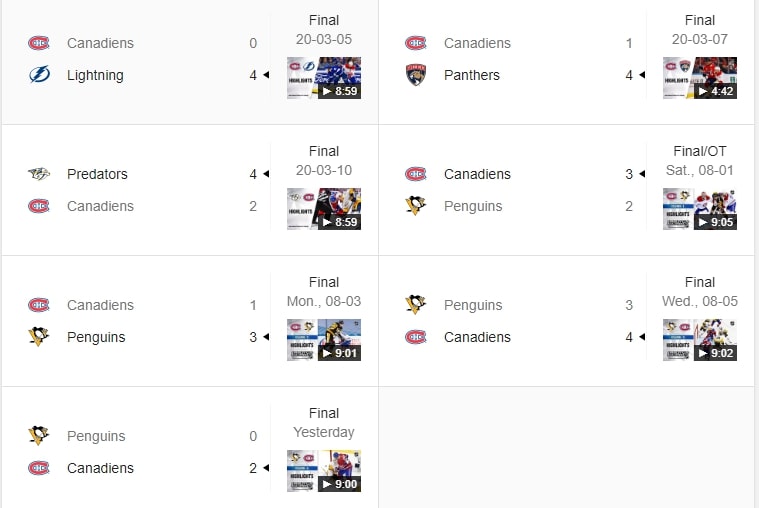 Final
Canadiens 0 20-03-05
Lightning 4
HIGHLIGHTS
8:59
Final
Canadiens 1 20-03-07
Panthers 4
HIGHLIGHTS
4:42
Final
Predators 4 20-03-10
Canadiens 2
HIGHLIGHTS
8:59
Final/OT
Canadiens 3 Sat., 08-01
Penguins 2
HIGHLIGHTS
9:05
Final
Canadiens 1 Mon., 08-03
Penguins 3
HIGHLIGHTS
9:01
Final
Penguins 3 Wed., 08-05
Canadiens 4
HIGHLIGHTS
9:02
Final
Penguins 0 Yesterday
Canadiens 2
HIGHLIGHTS
9:00